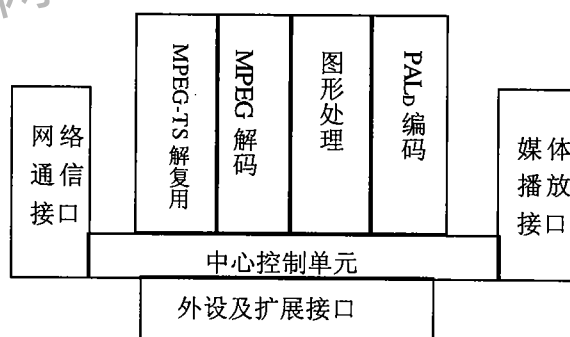 MPEG-TS 解复用
MPEG 解码
图形处理
PALD 编码
网络
通信
接口
媒体
播放
接口
中心控制单元
外设及扩展接口